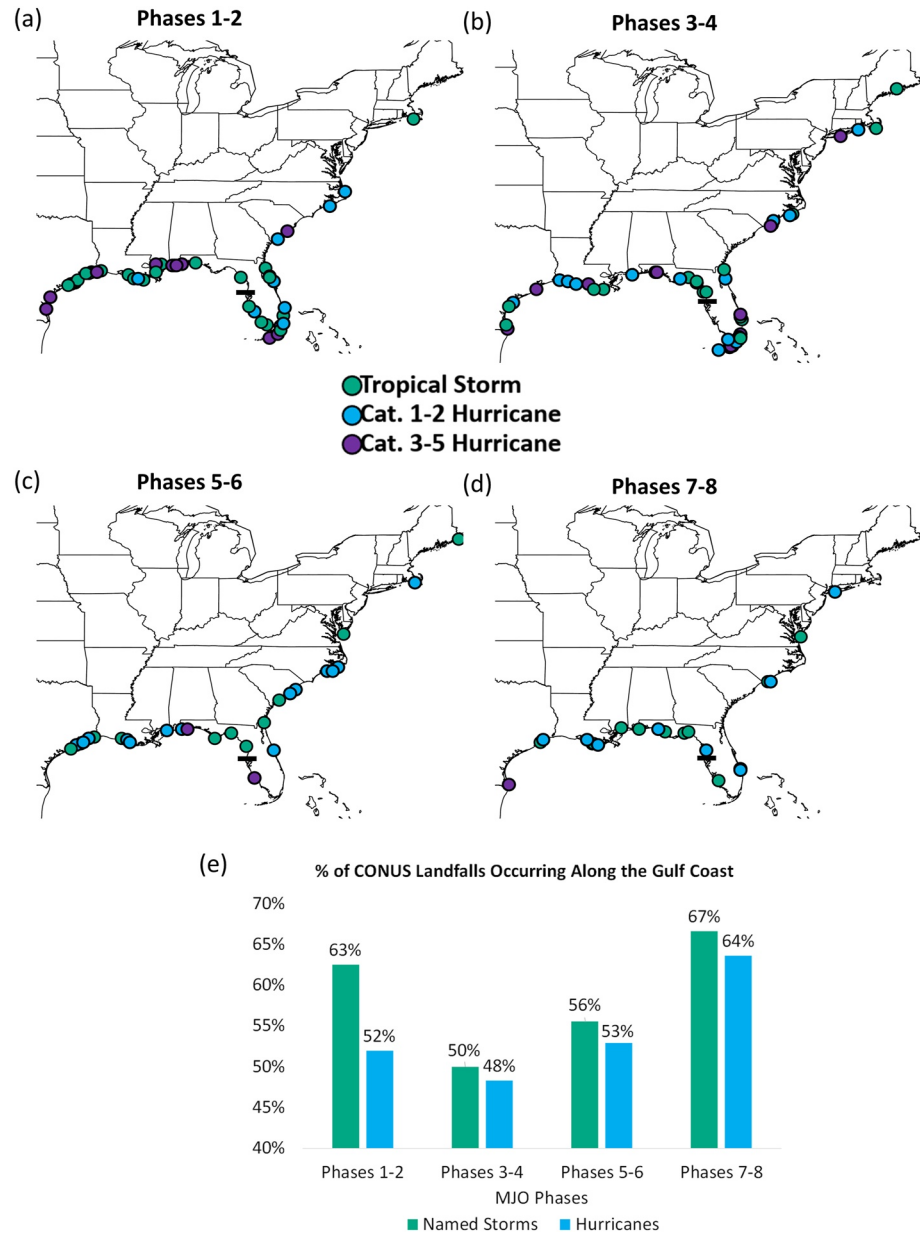 (a)
Phases 1-2
(b)
Phases 3-4
Tropical Storm
Cat. 1-2 Hurricane
Cat. 3-5 Hurricane
(c)
Phases 5-6
(d)
Phases 7-8
(e)
% of CONUS Landfalls Occurring Along the Gulf Coast
70%
65%
60%
55%
50%
45%
40%
63%
52%
50%
48%
56%
53%
67%
64%
Phases 1-2
Phases 3-4
Phases 5-6
Phases 7-8
MJO Phases
Named Storms
Hurricanes